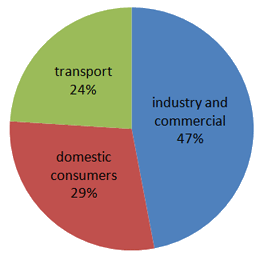 transport
24%
industry and
commercial
47%
domestic
consumers
29%